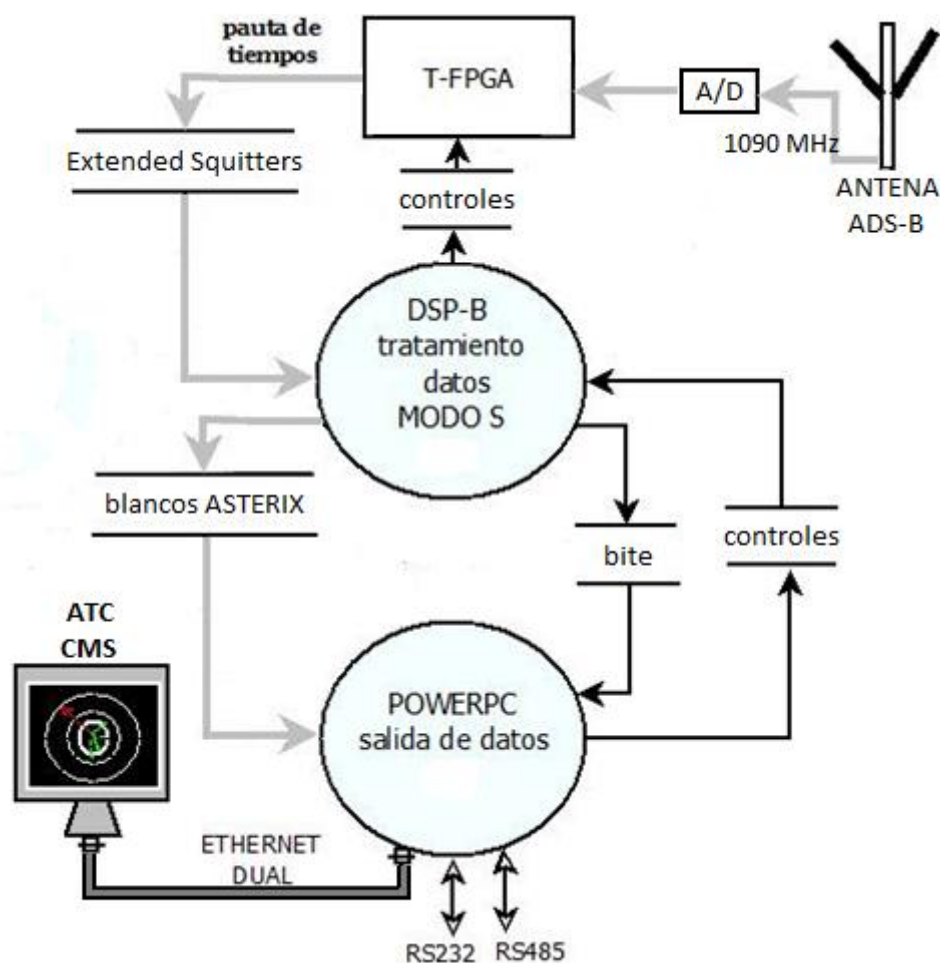 pauta de
tiempos
T-FPGA
A/D
1090 MHz
ANTENA
ADS-B
Extended Squitters
controles
DSP-B
tratamiento
datos
MODO S
blancos ASTERIX
bite
controles
ATC
CMS
POWERPC
salida de datos
ETHERNET
DUAL
RS232
RS485